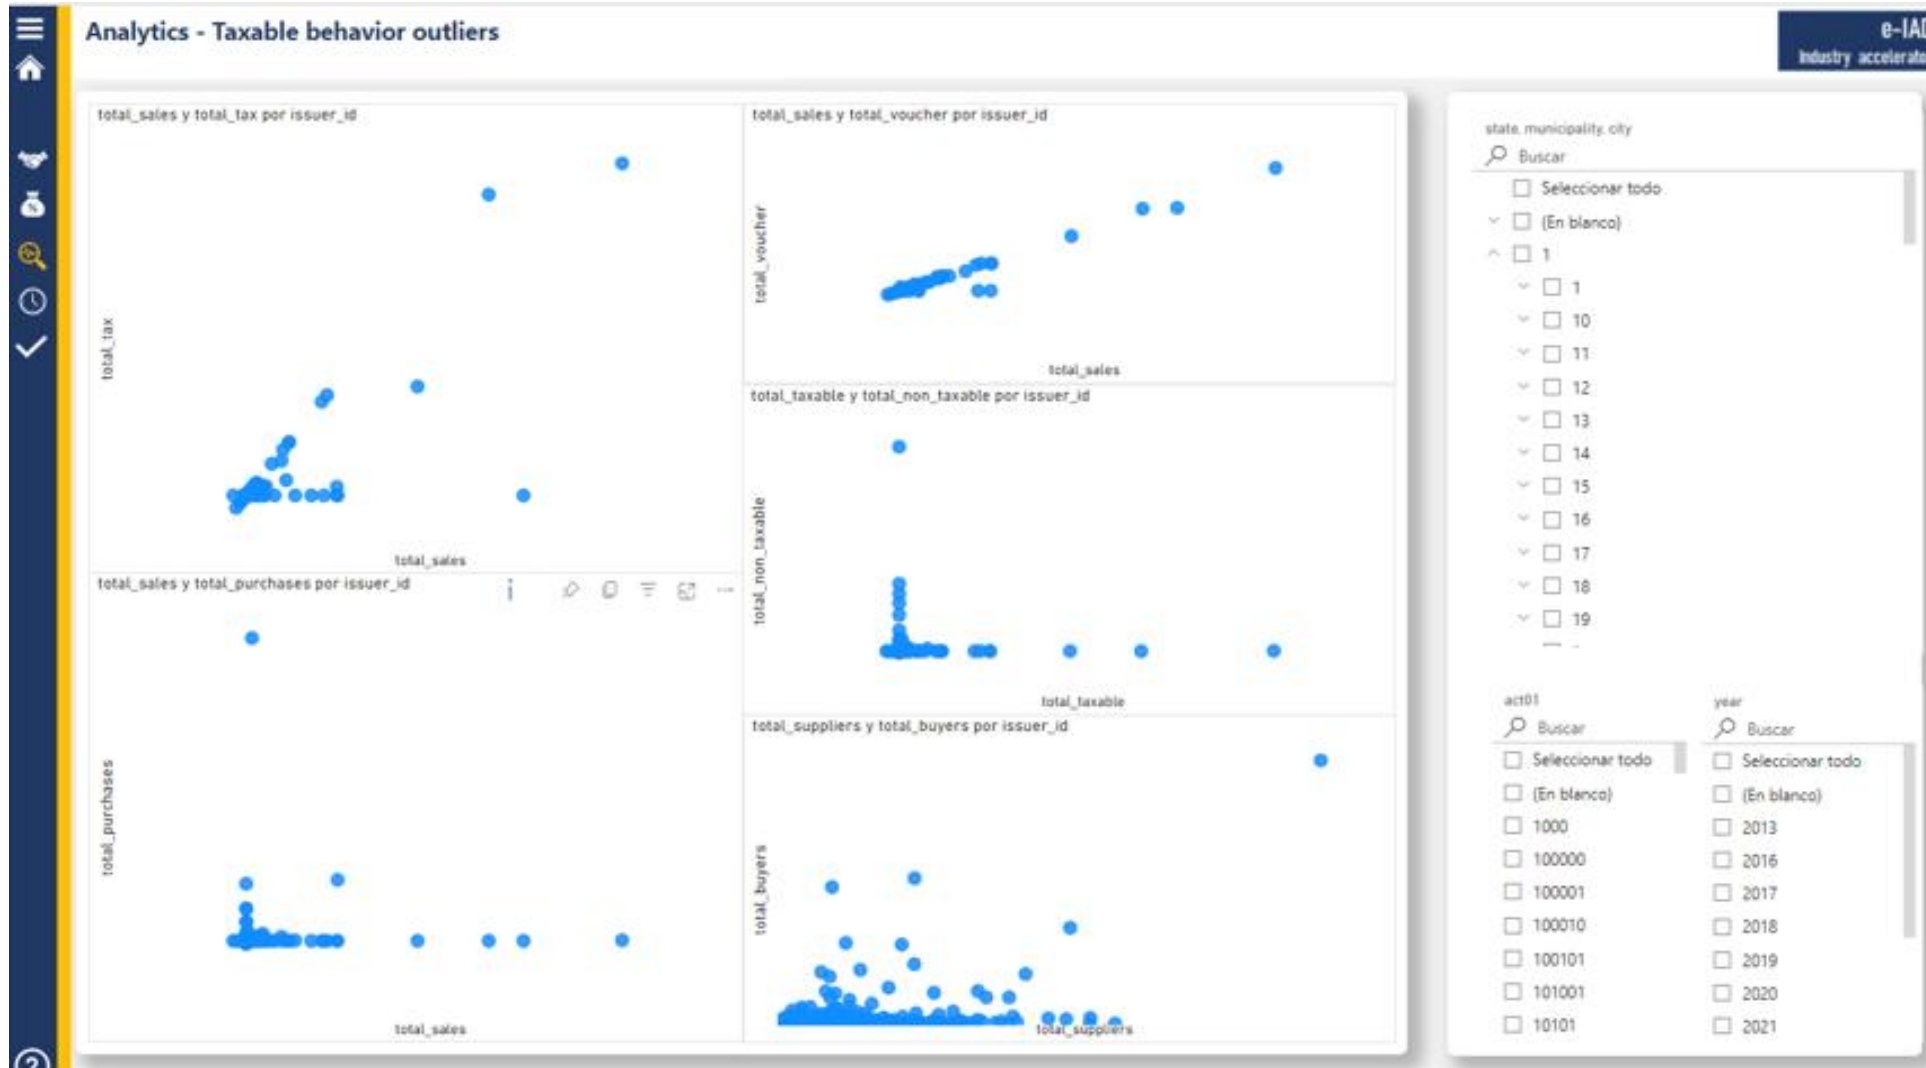 Analytics - Taxable behavior outliers
e-IAD
Industry accelerato
total_sales y total_tax por issuer_id
total_tax
total_sales
total_sales y total_voucher por issuer_id
total_voucher
total_sales
total_taxable y total_non_taxable por issuer_id
total_non_taxable
total_taxable
total_sales y total_purchases por issuer_id
total_purchases
total_sales
total_suppliers y total_buyers por issuer_id
total_buyers
total_suppliers
state, municipality, city
Buscar
Seleccionar todo
(En blanco)
1
1
10
11
12
13
14
15
16
17
18
19
act01
Buscar
Seleccionar todo
(En blanco)
1000
100000
100001
100010
100101
101001
10101
year
Buscar
Seleccionar todo
(En blanco)
2013
2016
2017
2018
2019
2020
2021